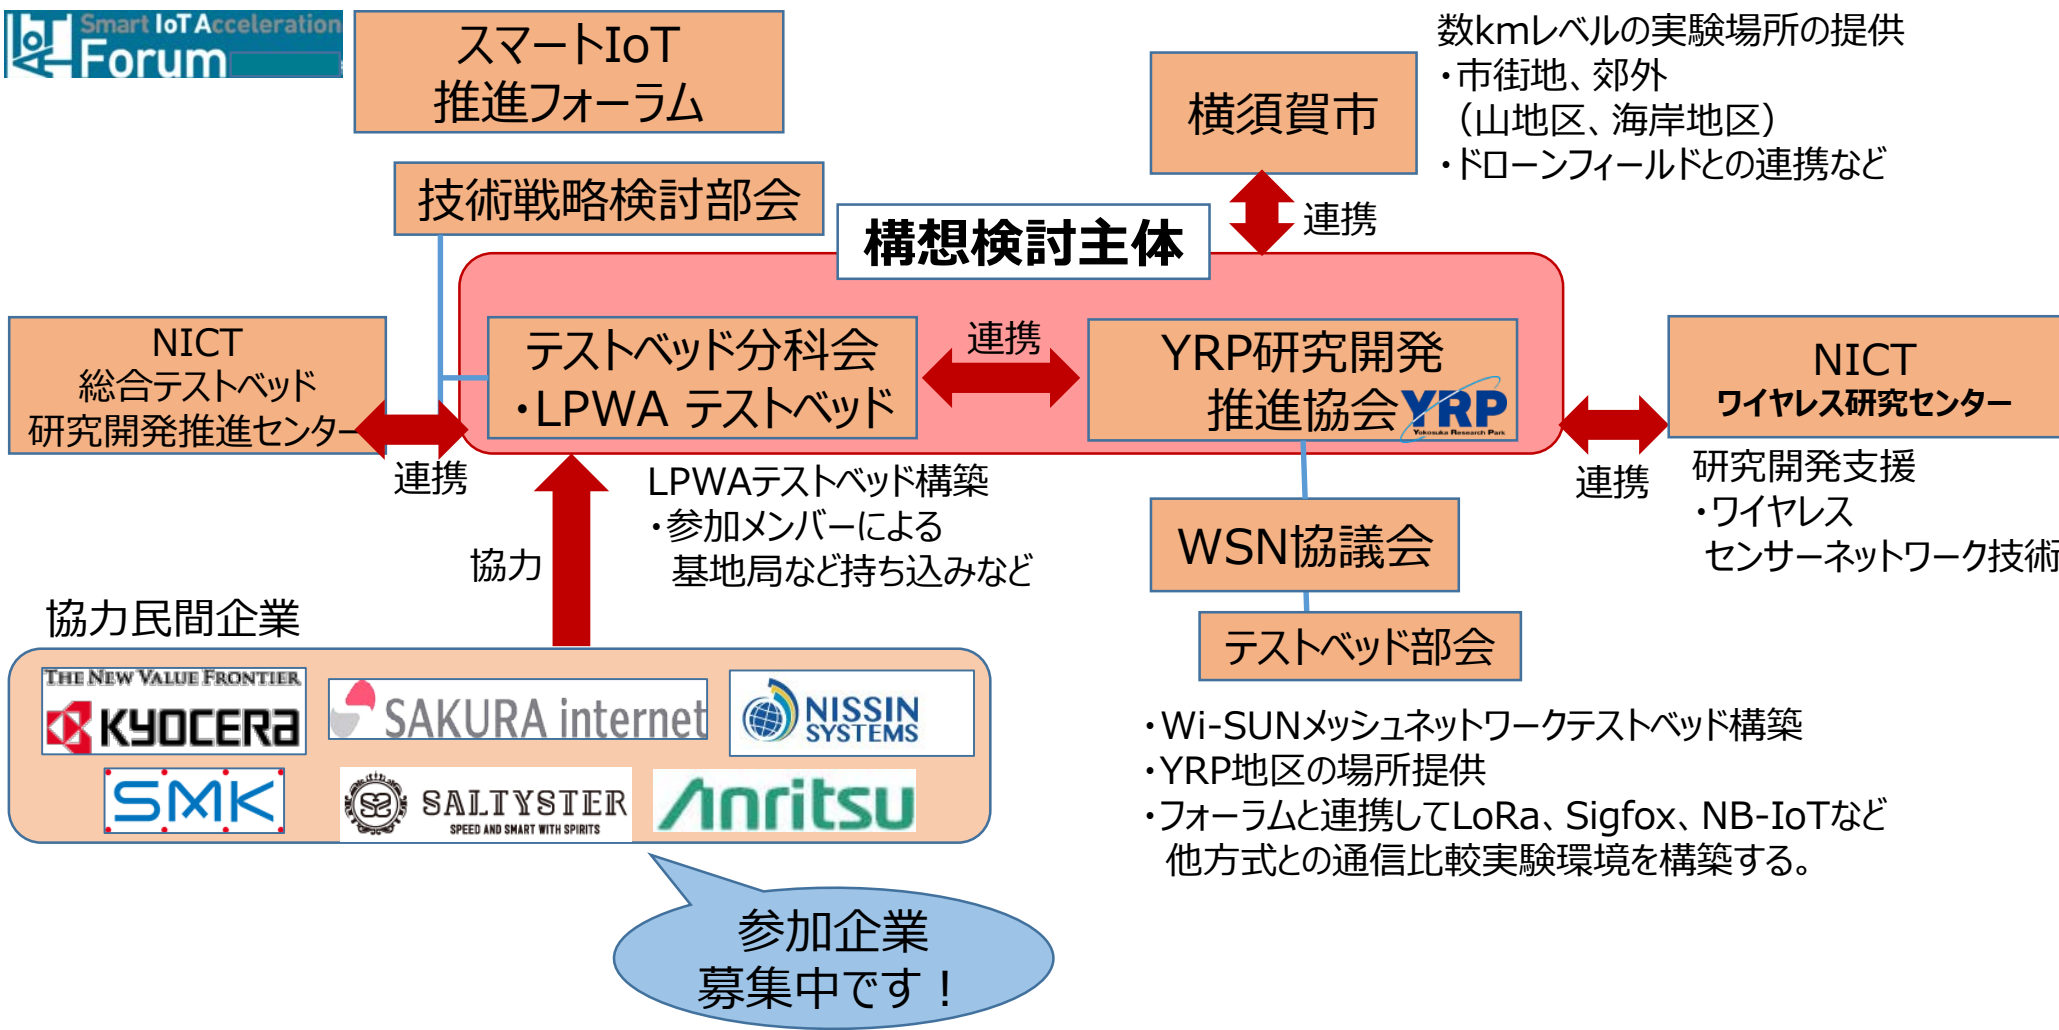 Smart IoT Acceleration
Forum
スマートIoT
推進フォーラム
技術戦略検討部会
横須賀市
数kmレベルの実験場所の提供
・市街地、郊外
（山地区、海岸地区）
・ドローンフィールドとの連携など
連携
構想検討主体
NICT
総合テストベッド
研究開発推進センター
連携
テストベッド分科会
・LPWA テストベッド
連携
YRP研究開発
推進協会
YRP
Yokosuka Research Park
連携
NICT
ワイヤレス研究センター
研究開発支援
・ワイヤレス
センサーネットワーク技術
LPWAテストベッド構築
・参加メンバーによる
基地局など持ち込みなど
協力
WSN協議会
テストベッド部会
・Wi-SUNメッシュネットワークテストベッド構築
・YRP地区の場所提供
・フォーラムと連携してLoRa、Sigfox、NB-IoTなど
他方式との通信比較実験環境を構築する。
協力民間企業
THE NEW VALUE FRONTIER
KYOCERA
SAKURA internet
NISSIN
SYSTEMS
SMK
SALTYSTER
SPEED AND SMART WITH SPIRITS
Anritsu
参加企業
募集中です！